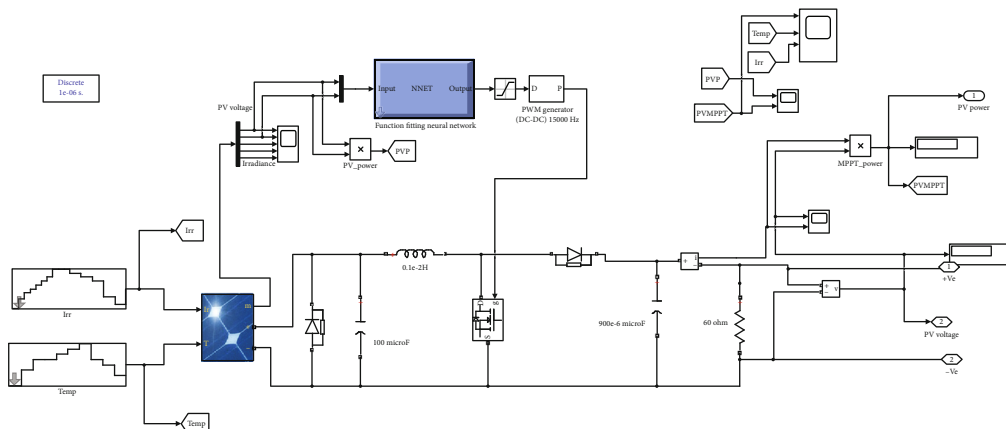 Discrete
1e-06 s.
PV voltage
Irradiance
Input NNET Output
Function fitting neural network
D P
PWM generator
(DC-DC) 15000 Hz
PV_power
PVP
Temp
Irr
PVP
PVMPPT
MPPT_power
1
PV power
PVMPPT
Irr
Irr
Temp
Temp
m
T
0.1e-2H
100 microF
S
900e-6 microF
60 ohm
i
v
1
+Ve
2
PV voltage
2
–Ve